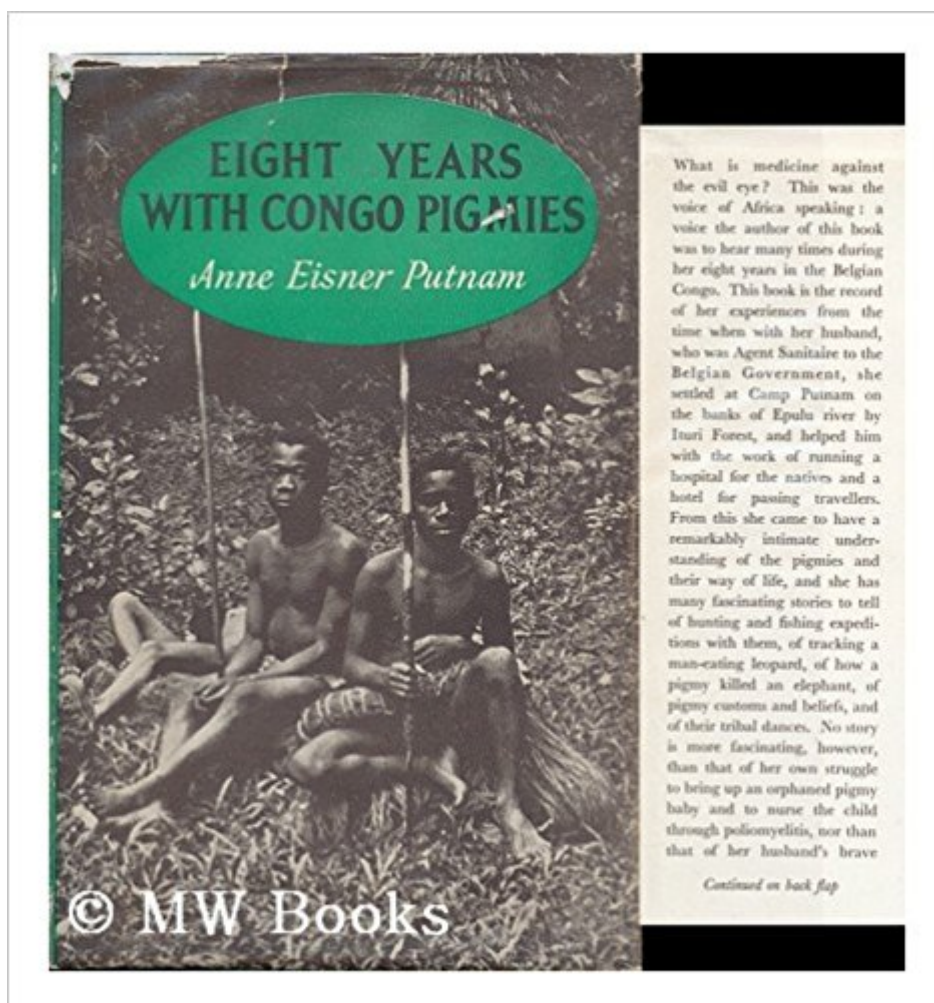 EIGHT YEARS
WITH CONGO PIGMIES
Anne Eisner Putnam
© MW Books
What is medicine against
the evil eye? This was the
voice of Africa speaking: a
voice the author of this book
was to hear many times during
her eight years in the Belgian
Congo. This book is the record
of her experiences from the
time when with her husband,
who was Agent Sanitaire to the
Belgian Government, she
settled at Camp Putnam on
the banks of Epulu river by
Ituri Forest, and helped him
with the work of running a
hospital for the natives and a
hotel for passing travellers.
From this she came to have a
remarkably intimate under-
standing of the pigmies and
their way of life, and she has
many fascinating stories to tell
of hunting and fishing expedi-
tions with them, of tracking a
man-eating leopard, of how a
pigmy killed an elephant, of
pigmy customs and beliefs, and
of their tribal dances. No story
is more fascinating, however,
than that of her own struggle
to bring up an orphaned pigmy
baby and to nurse the child
through poliomyelitis, nor than
that of her husband's brave
Continued on back flap